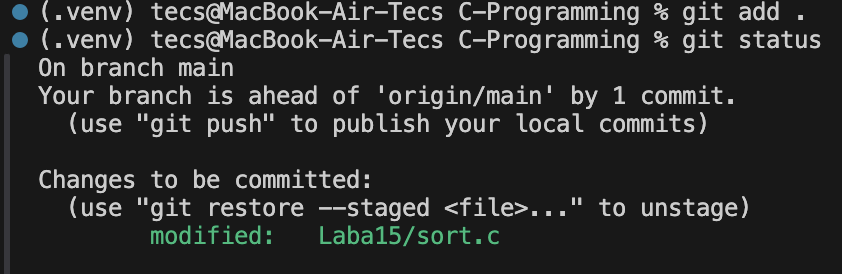 (.venv) tecs@MacBook-Air-Tecs C-Programming % git add .
(.venv) tecs@MacBook-Air-Tecs C-Programming % git status
On branch main
Your branch is ahead of 'origin/main' by 1 commit.
(use "git push" to publish your local commits)
Changes to be committed:
(use "git restore --staged <file>..." to unstage)
modified: Laba15/sort.c